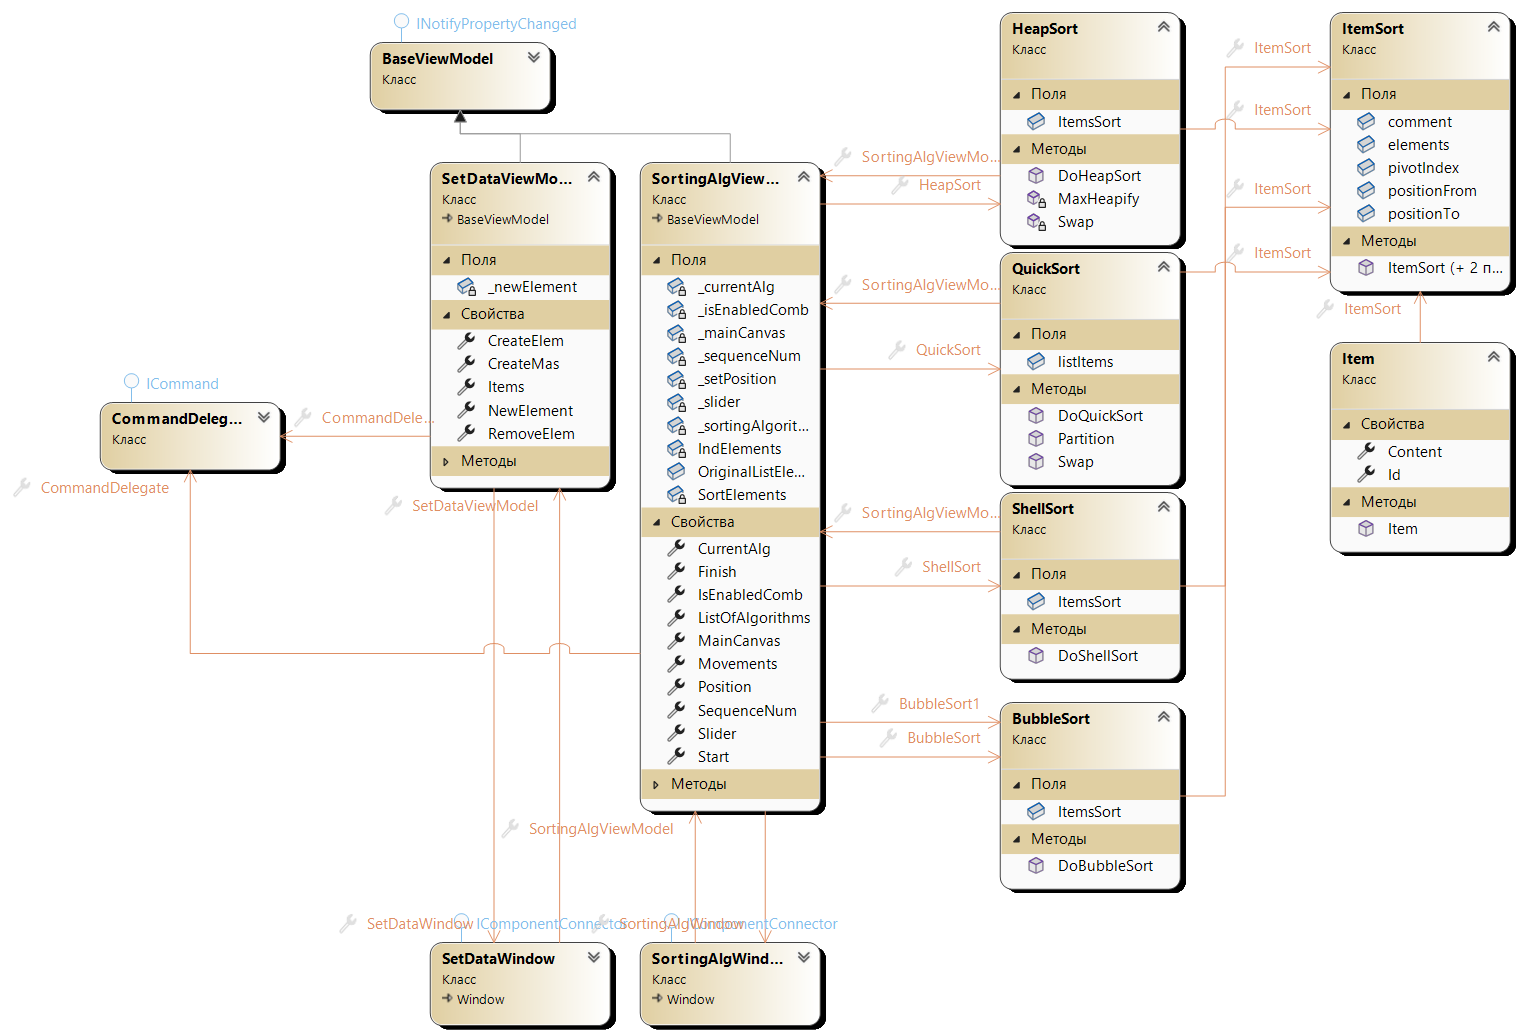 INotifyPropertyChanged
BaseViewModel
Класс
SetDataViewMo...
Класс
BaseViewModel
Поля
_newElement
Свойства
CreateElem
CreateMas
Items
NewElement
RemoveElem
Методы
SortingAlgView...
Класс
BaseViewModel
Поля
_currentAlg
_isEnabledComb
_mainCanvas
_sequenceNum
_setPosition
_slider
_sortingAlgorit...
IndElements
OriginalListEle...
SortElements
Свойства
CurrentAlg
Finish
IsEnabledComb
ListOfAlgorithms
MainCanvas
Movements
Position
SequenceNum
Slider
Start
Методы
ICommand
CommandDeleg...
Класс
CommandDele...
CommandDelegate
SetDataViewModel
SortingAlgViewMo...
HeapSort
SortingAlgViewMo...
QuickSort
SortingAlgViewMo...
ShellSort
BubbleSort1
BubbleSort
HeapSort
Класс
Поля
ItemsSort
Методы
DoHeapSort
MaxHeapify
Swap
QuickSort
Класс
Поля
listItems
Методы
DoQuickSort
Partition
Swap
ShellSort
Класс
Поля
ItemsSort
Методы
DoShellSort
BubbleSort
Класс
Поля
ItemsSort
Методы
DoBubbleSort
ItemSort
ItemSort
ItemSort
ItemSort
ItemSort
ItemSort
Класс
Поля
comment
elements
pivotIndex
positionFrom
positionTo
Методы
ItemSort (+ 2 п...
Item
Класс
Свойства
Content
Id
Методы
Item
SortingAlgViewModel
SetDataWindow
IComponentConnector
SortingAlgWindow
IComponentConnector
SetDataWindow
Класс
Window
SortingAlgWind...
Класс
Window